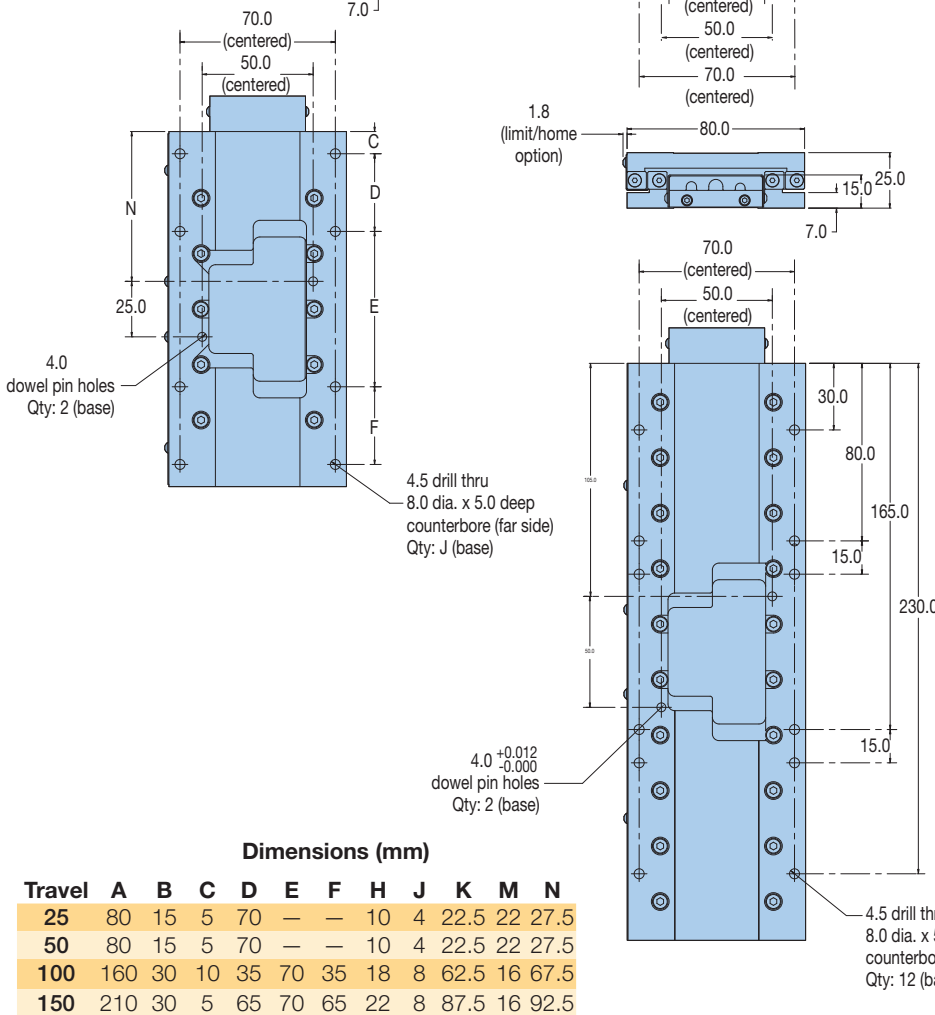 7.0
70.0
(centered)
50.0
(centered)
C
D
N
E
25.0
F
4.0
dowel pin holes
Qty: 2 (base)
4.5 drill thru
8.0 dia. x 5.0 deep
counterbore (far side)
Qty: J (base)
(centered)
50.0
(centered)
70.0
(centered)
1.8
(limit/home
option)
80.0
15.0
25.0
7.0
70.0
(centered)
50.0
(centered)
30.0
80.0
105.0
165.0
15.0
230.0
50.0
15.0
4.0 +0.012
-0.000
dowel pin holes
Qty: 2 (base)
4.5 drill thr
8.0 dia. x 5
counterbo
Qty: 12 (ba
Dimensions (mm)
Travel A B C D E F H J K M N
25 80 15 5 70 — — 10 4 22.5 22 27.5
50 80 15 5 70 — — 10 4 22.5 22 27.5
100 160 30 10 35 70 35 18 8 62.5 16 67.5
150 210 30 5 65 70 65 22 8 87.5 16 92.5